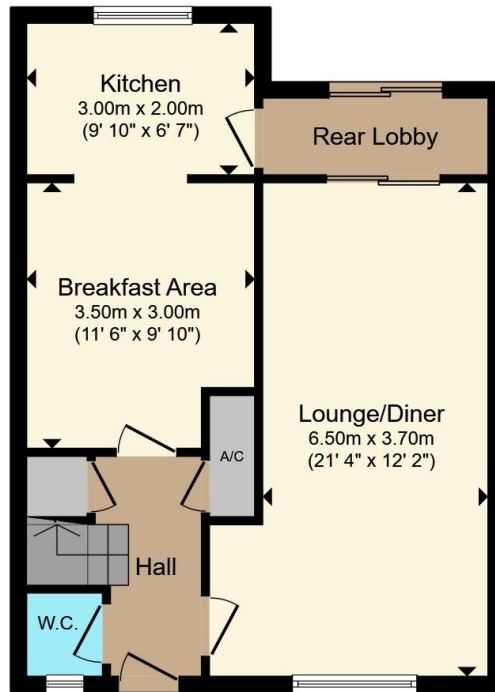 Kitchen
3.00m x 2.00m
(9' 10" x 6' 7")
Rear Lobby
Breakfast Area
3.50m x 3.00m
(11' 6" x 9' 10")
Lounge/Diner
6.50m x 3.70m
(21' 4" x 12' 2")
A/C
Hall
W.C.